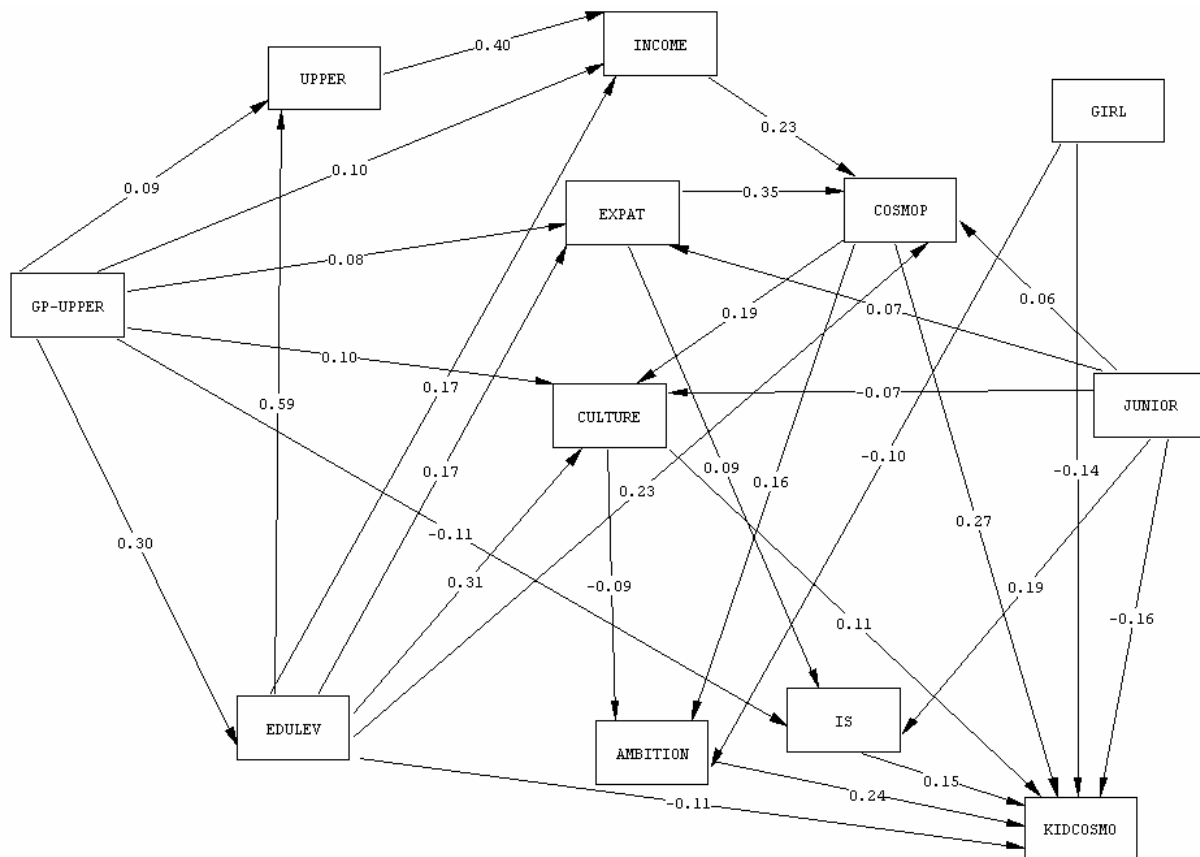 INCOME
0.40
UPPER
GIRL
0.23
0.10
0.09
0.35
EXPAT
COSMOP
0.08
GP-UPPER
0.06
0.19
0.07
0.10
0.17
-0.07
0.59
CULTURE
JUNIOR
-0.10
0.17
0.09
-0.14
0.16
0.23
0.27
-0.11
0.30
0.31
-0.09
0.19
0.11
-0.16
IS
EDULEV
AMBITION
0.15
0.24
-0.11
KIDCOSMO